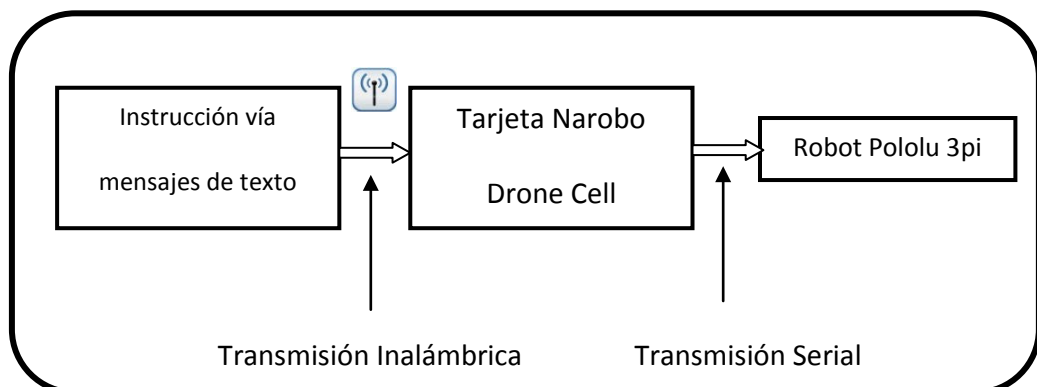 Instrucción vía
mensajes de texto
Tarjeta Narobo
Drone Cell
Robot Pololu 3pi
Transmisión Inalámbrica
Transmisión Serial